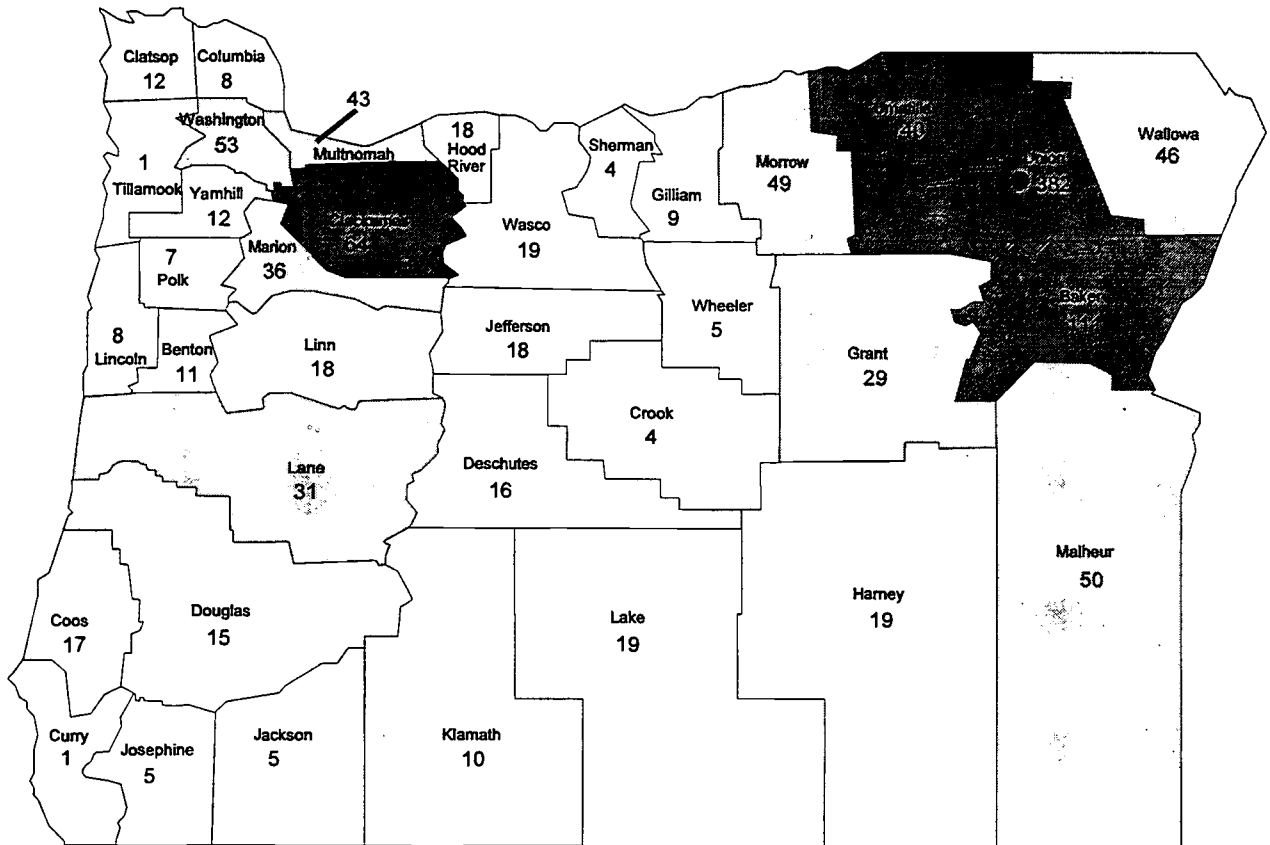 Clatsop
12
Columbia
8
43
Washington
53
Multnomah
18
Hood
River
Sherman
4
Gilliam
9
Morrow
49
Wallowa
46
1
Tillamook
Yamhill
12
Marion
36
Wasco
19
7
Polk
Wheeler
5
8
Lincoln
Benton
11
Linn
18
Jefferson
18
Grant
29
Crook
4
Lane
31
Deschutes
16
Malheur
50
Harney
19
Coos
17
Douglas
15
Lake
19
Curry
1
Josephine
5
Jackson
5
Klamath
10